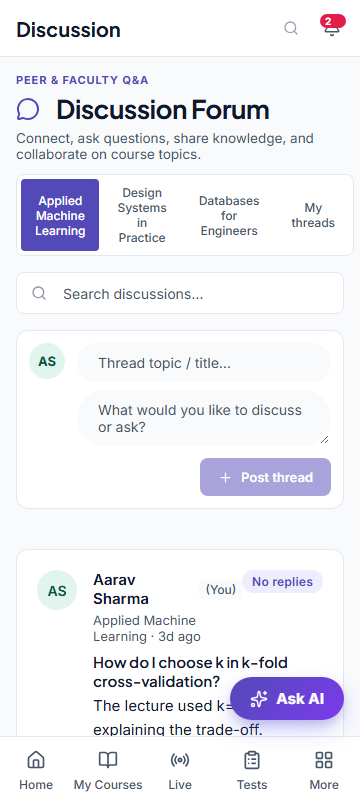 Discussion
2
PEER & FACULTY Q&A
Discussion Forum
Connect, ask questions, share knowledge, and
collaborate on course topics.
Applied
Machine
Learning
Design
Systems
in
Practice
Databases
for
Engineers
My
threads
Search discussions...
AS
Thread topic / title...
What would you like to discuss
or ask?
+ Post thread
AS
Aarav
Sharma
(You)
No replies
Applied Machine
Learning · 3d ago
How do I choose k in k-fold
cross-validation?
The lecture used k=
explaining the trade-off.
Ask AI
Home
My Courses
Live
Tests
More